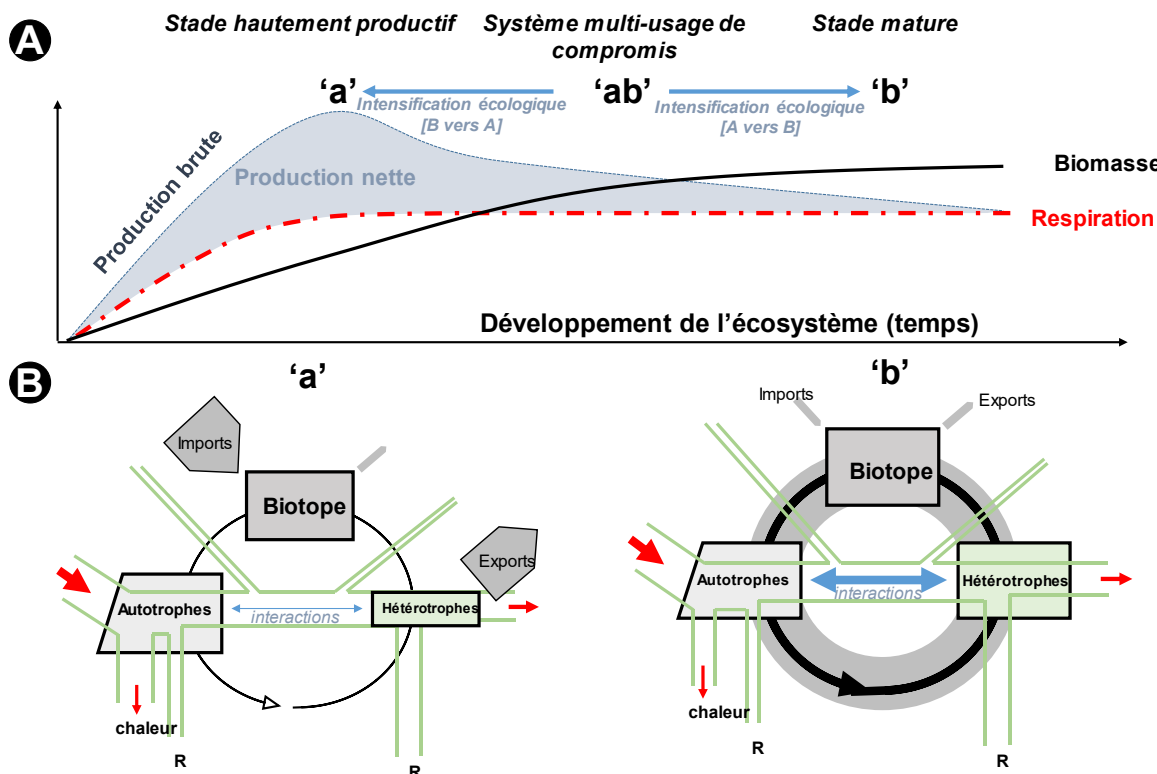 A
Stade hautement productif
Système multi-usage de
compromis
Stade mature
‘a’
‘ab’
‘b’
Intensification écologique
[B vers A]
Intensification écologique
[A vers B]
Production brute
Production nette
Biomasse
Respiration
Développement de l’écosystème (temps)
B
‘a’
Imports
Biotope
Exports
Autotrophes
interactions
Hétérotrophes
chaleur
R
R
‘b’
Imports
Exports
Biotope
Autotrophes
interactions
Hétérotrophes
chaleur
R
R